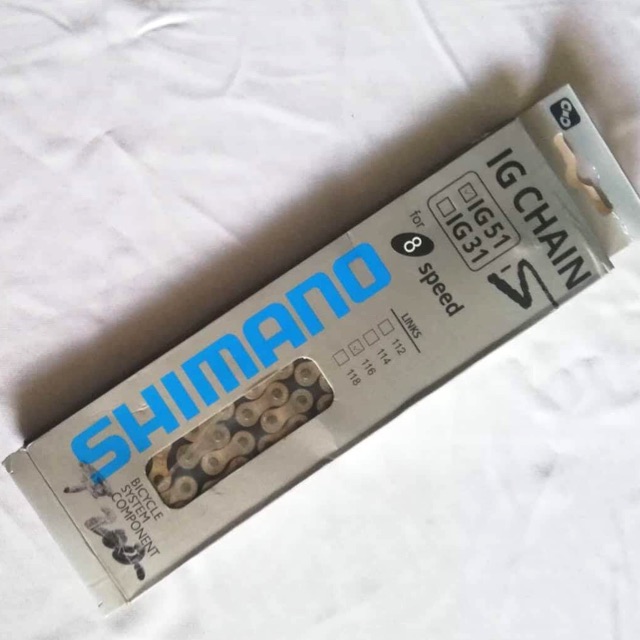 IG CHAIN
IG51
IG31
for 8 speed
SHIMANO
LINKS
112
114
116
118
BICYCLE
SYSTEM
COMPONENT